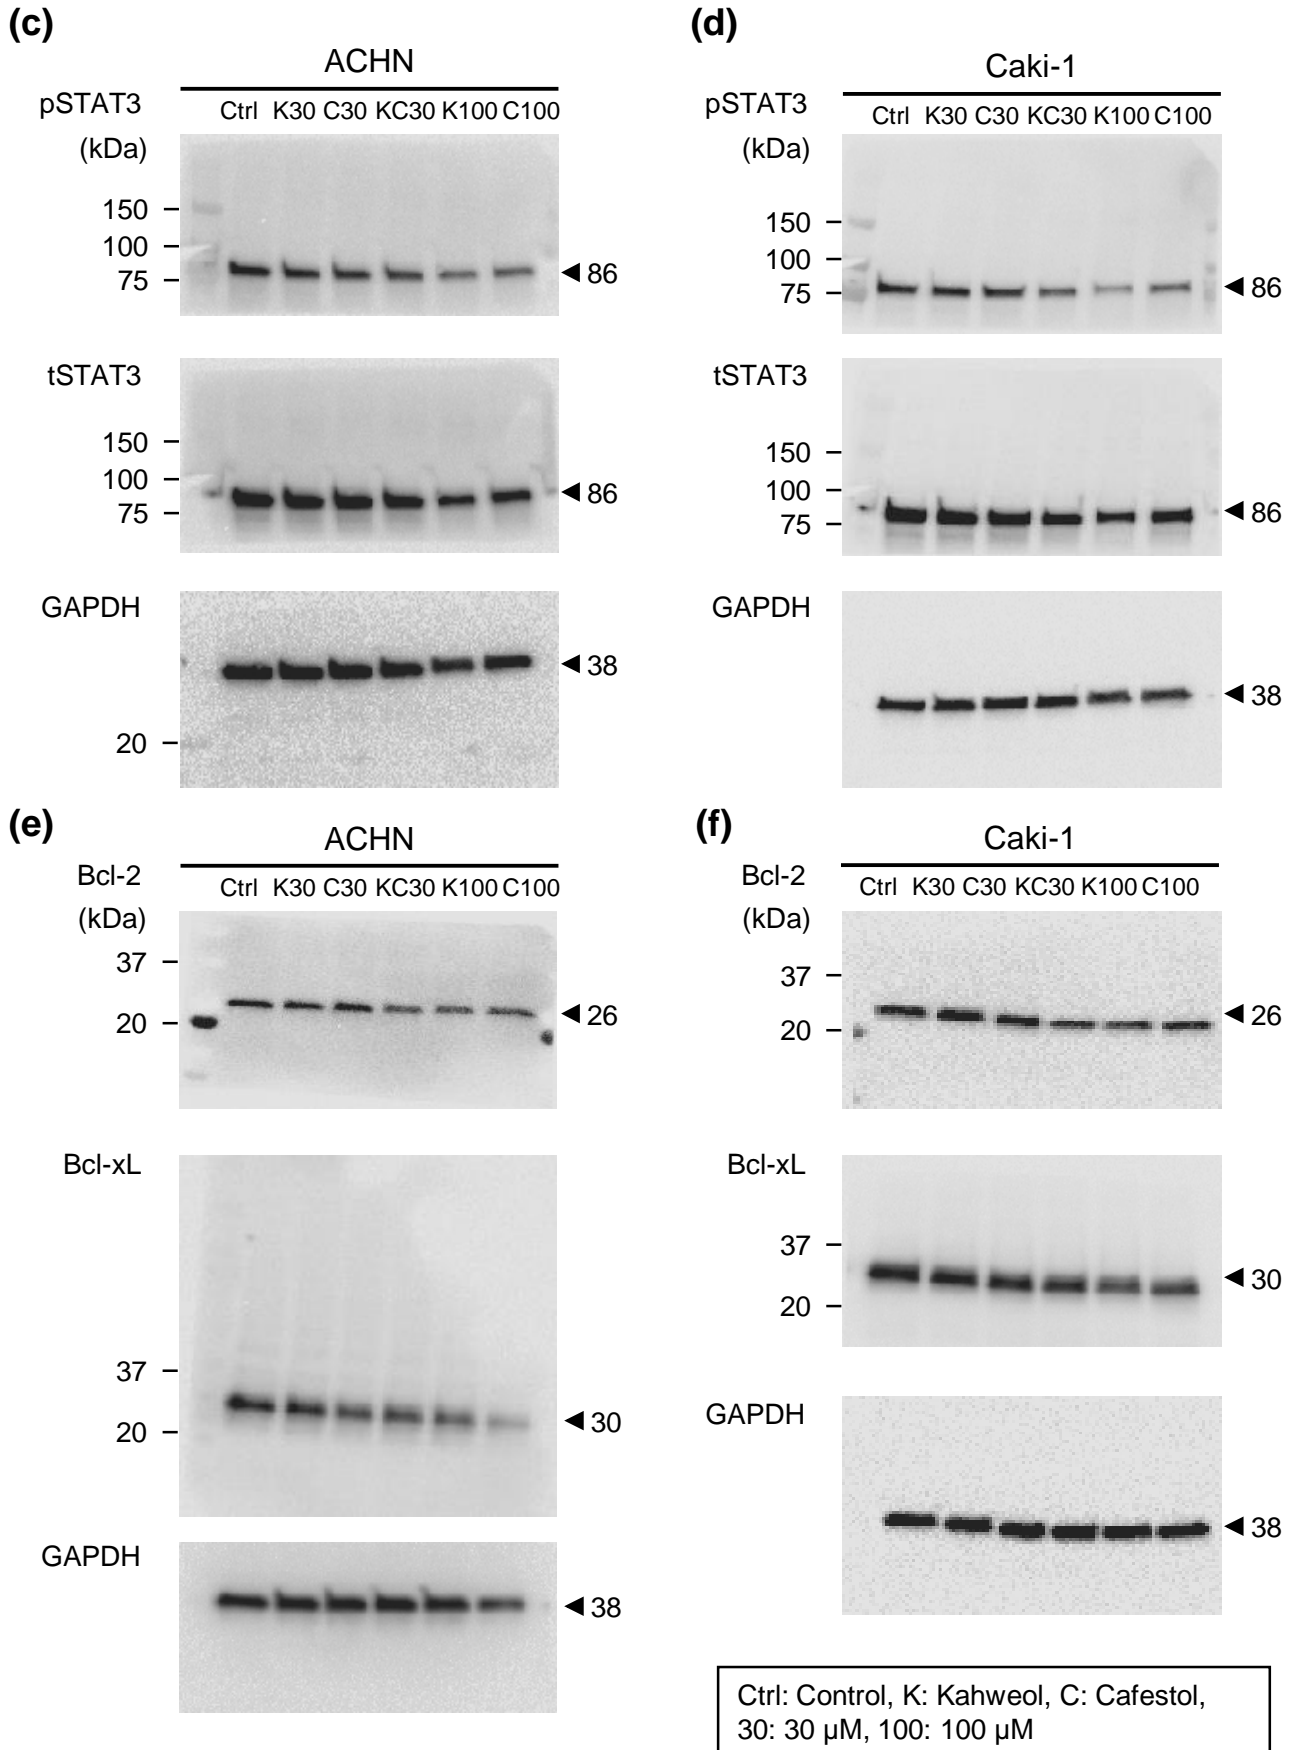 (c)
ACHN
pSTAT3
Ctrl K30 C30 KC30 K100 C100
(kDa)
150
100
75
86
tSTAT3
150
100
75
86
GAPDH
38
20
(d)
Caki-1
pSTAT3
Ctrl K30 C30 KC30 K100 C100
(kDa)
150
100
75
86
tSTAT3
150
100
75
86
GAPDH
38
(e)
ACHN
Bcl-2
Ctrl K30 C30 KC30 K100 C100
(kDa)
37
20
26
Bcl-xL
37
20
30
GAPDH
38
(f)
Caki-1
Bcl-2
Ctrl K30 C30 KC30 K100 C100
(kDa)
37
20
26
Bcl-xL
37
20
30
GAPDH
38
Ctrl: Control, K: Kahweol, C: Cafestol,
30: 30 µM, 100: 100 µM